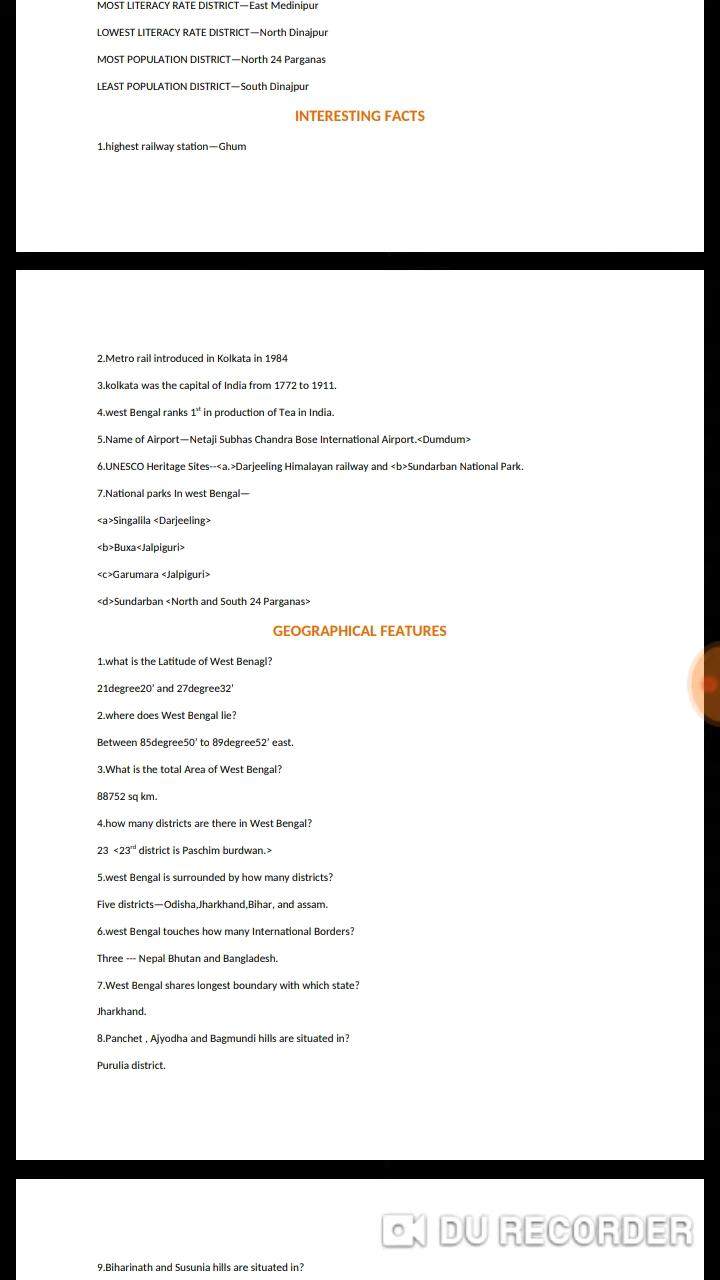 MOST LITERACY RATE DISTRICT—East Medinipur
LOWEST LITERACY RATE DISTRICT—North Dinajpur
MOST POPULATION DISTRICT—North 24 Parganas
LEAST POPULATION DISTRICT—South Dinajpur
INTERESTING FACTS
1.highest railway station—Ghum
2.Metro rail introduced in Kolkata in 1984
3.kolkata was the capital of India from 1772 to 1911.
4.west Bengal ranks 1st in production of Tea in India.
5.Name of Airport—Netaji Subhas Chandra Bose International Airport.<Dumdum>
6.UNESCO Heritage Sites--<a.>Darjeeling Himalayan railway and <b>Sundarban National Park.
7.National parks In west Bengal—
<a>Singalila <Darjeeling>
<b>Buxa<Jalpiguri>
<c>Garumara <Jalpiguri>
<d>Sundarban <North and South 24 Parganas>
GEOGRAPHICAL FEATURES
1.what is the Latitude of West Benagl?
21degree20' and 27degree32'
2.where does West Bengal lie?
Between 85degree50' to 89degree52' east.
3.What is the total Area of West Bengal?
88752 sq km.
4.how many districts are there in West Bengal?
23 <23rd district is Paschim burdwan.>
5.west Bengal is surrounded by how many districts?
Five districts—Odisha,Jharkhand,Bihar, and assam.
6.west Bengal touches how many International Borders?
Three --- Nepal Bhutan and Bangladesh.
7.West Bengal shares longest boundary with which state?
Jharkhand.
8.Panchet , Ajyodha and Bagmundi hills are situated in?
Purulia district.
DU RECORDER
9.Biharinath and Susunia hills are situated in?